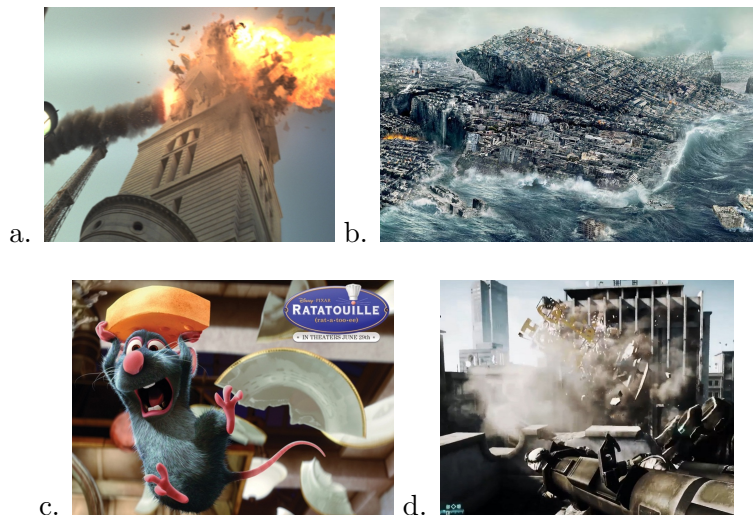 a.
b.
Disney · PIXAR
RATATOUILLE
(rat·a·too·ee)
• IN THEATERS JUNE 29th •
c.
d.